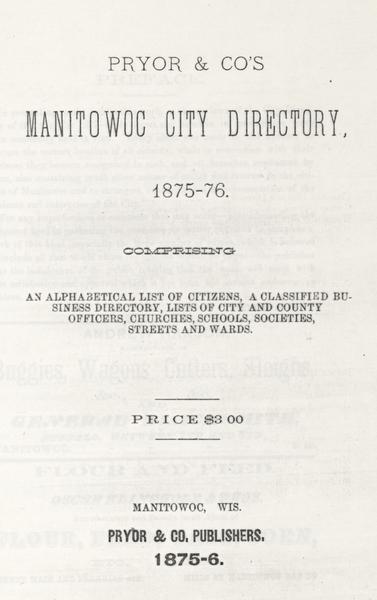 PRYOR & CO'S
MANITOWOC CITY DIRECTORY,
1875-76.
COMPRISING
AN ALPHABETICAL LIST OF CITIZENS, A CLASSIFIED BU-
SINESS DIRECTORY, LISTS OF CITY AND COUNTY
OFFICERS, CHURCHES, SCHOOLS, SOCIETIES,
STREETS AND WARDS.
PRICE $3 00
MANITOWOC, WIS.
PRYOR & CO. PUBLISHERS.
1875-6.